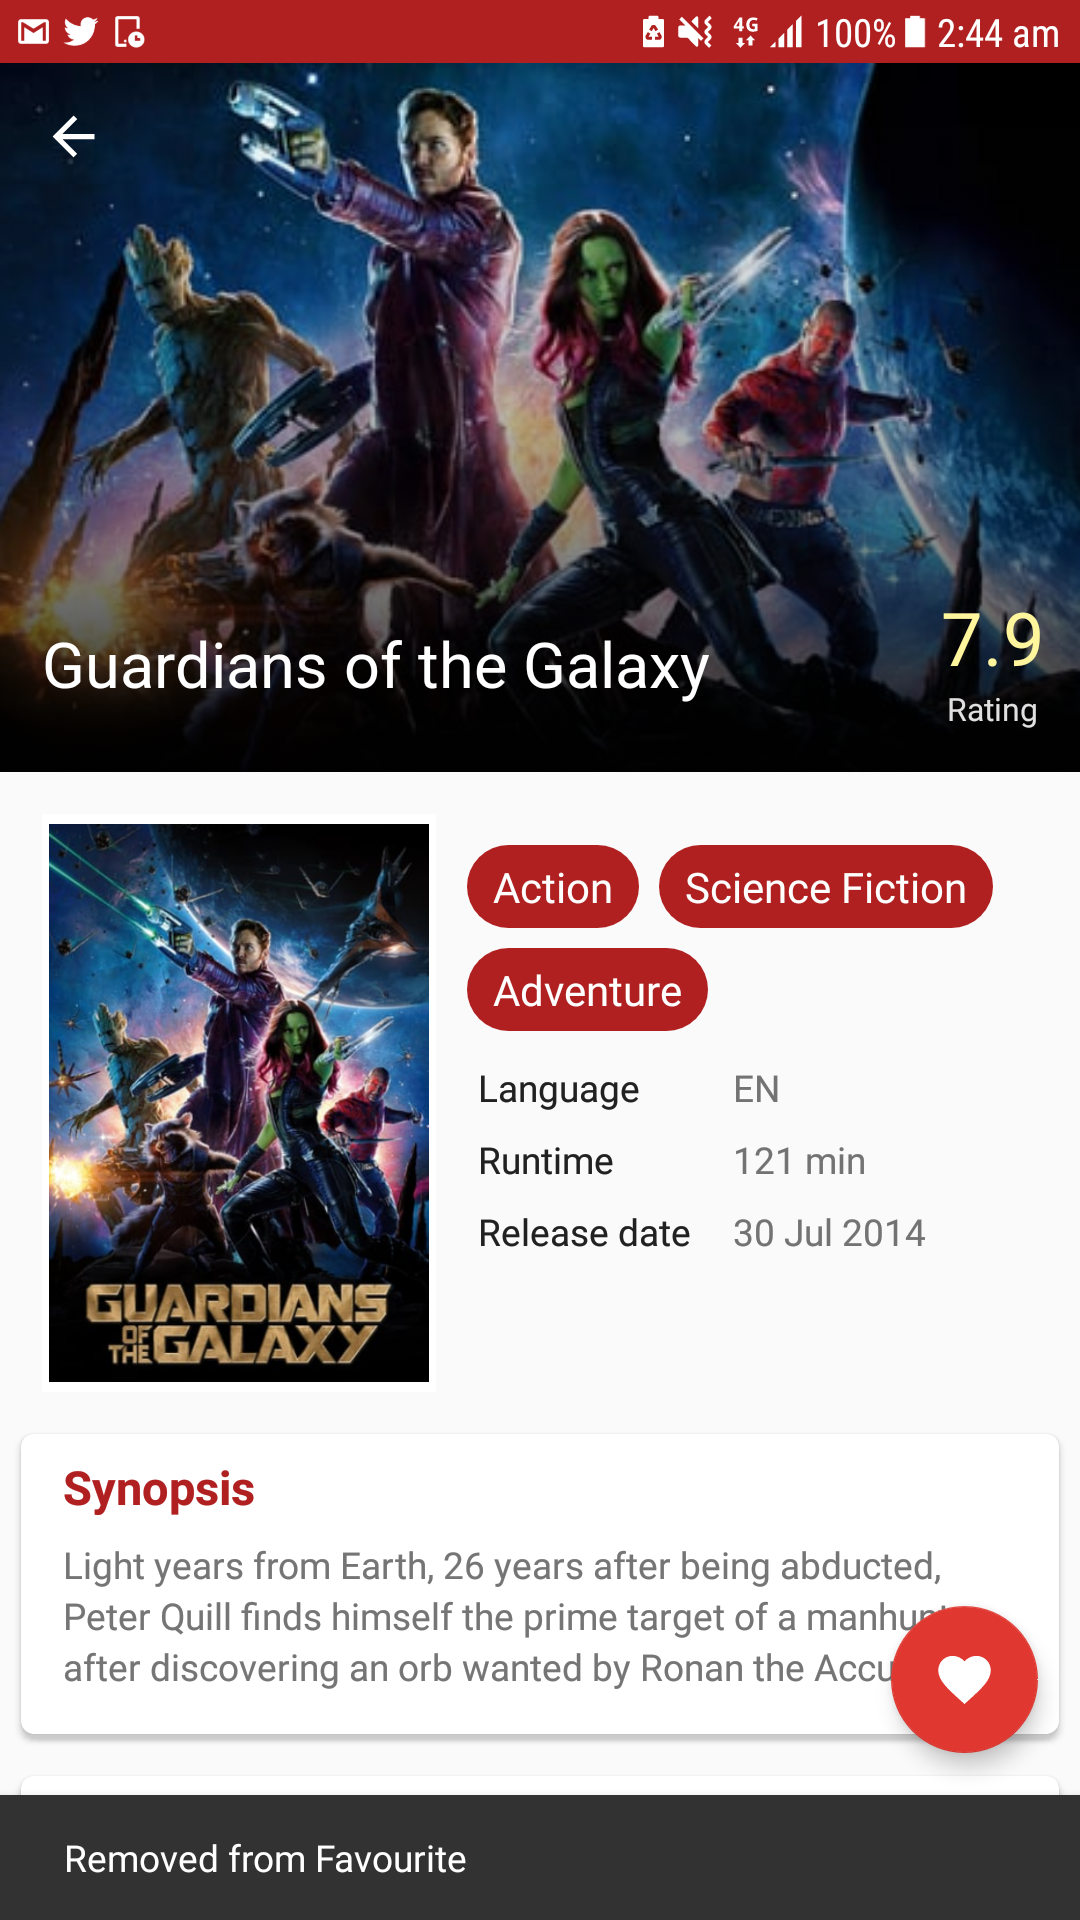 4G 100% 2:44 am
Guardians of the Galaxy
7.9
Rating
Action
Science Fiction
Adventure
GUARDIANS
OF
THE GALAXY
Language EN
Runtime 121 min
Release date 30 Jul 2014
Synopsis
Light years from Earth, 26 years after being abducted,
Peter Quill finds himself the prime target of a manhunt
after discovering an orb wanted by Ronan the Accu
Removed from Favourite